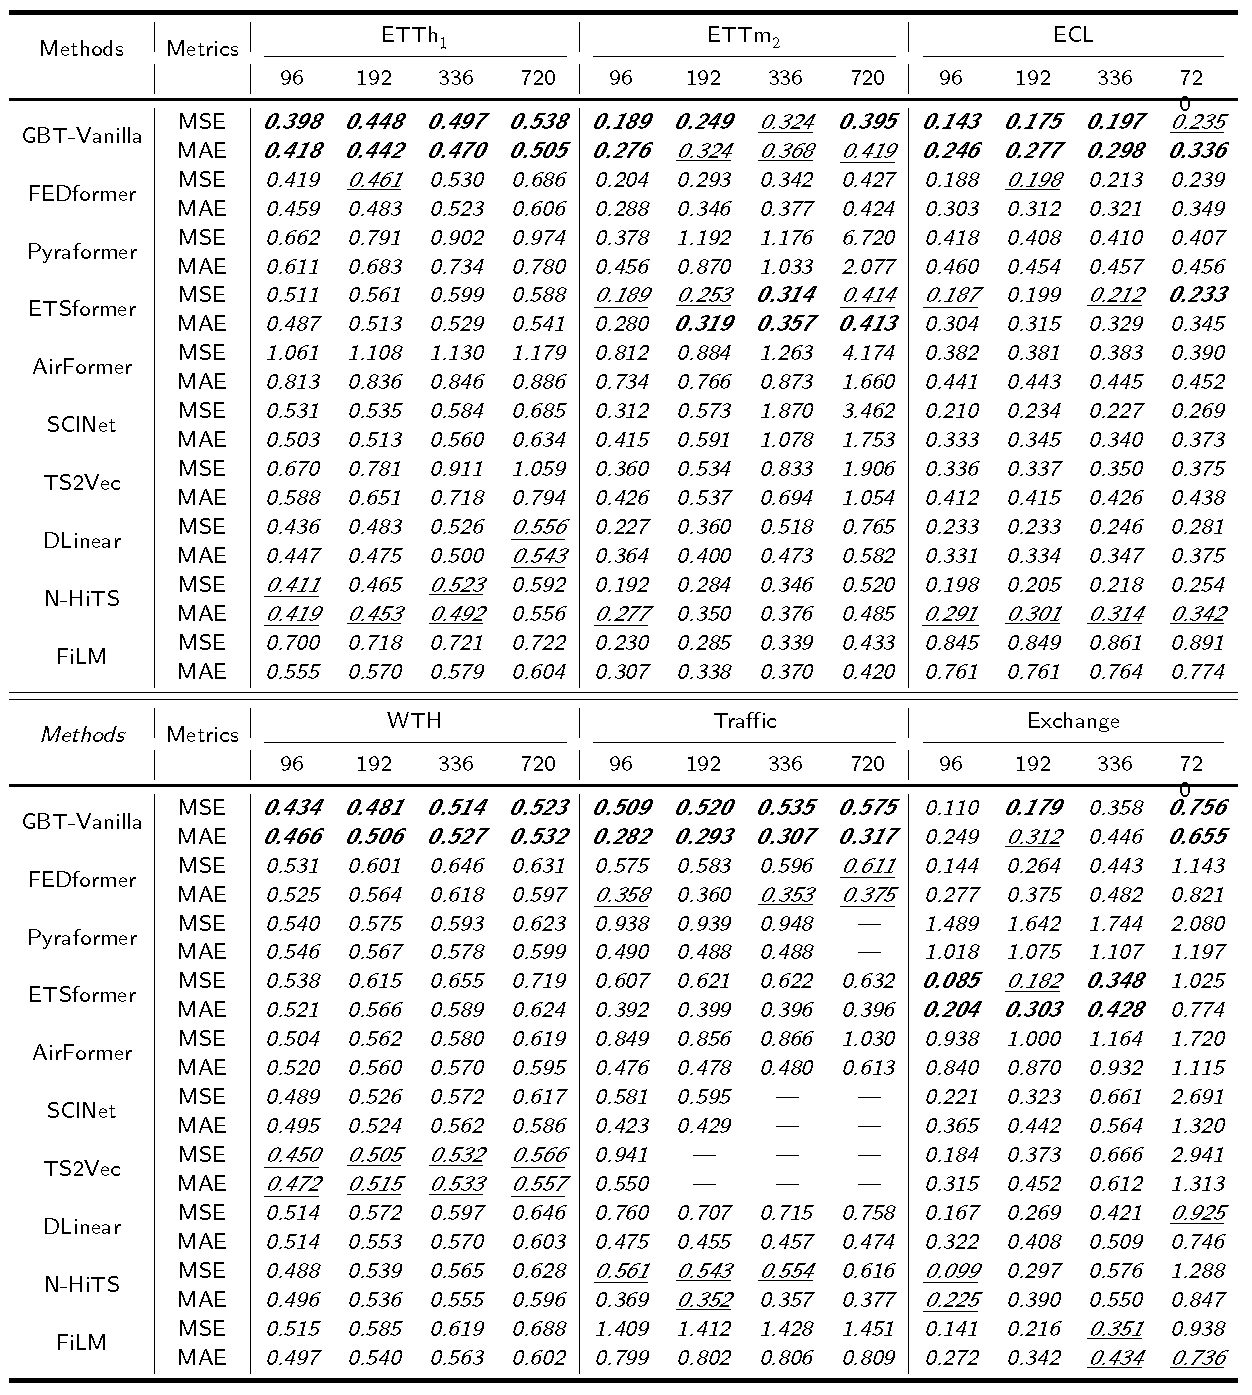 Methods Metrics ETTh1 ETTm2 ECL
96 192 336 720 96 192 336 720 96 192 336 720
GBT-Vanilla MSE 0.398 0.448 0.497 0.538 0.189 0.249 0.324 0.395 0.143 0.175 0.197 0.235
MAE 0.418 0.442 0.470 0.505 0.276 0.324 0.368 0.419 0.246 0.277 0.298 0.336
FEDformer MSE 0.419 0.461 0.530 0.686 0.204 0.293 0.342 0.427 0.188 0.198 0.213 0.239
MAE 0.459 0.483 0.523 0.606 0.288 0.346 0.377 0.424 0.303 0.312 0.321 0.349
Pyraformer MSE 0.662 0.791 0.902 0.974 0.378 1.192 1.176 6.720 0.418 0.408 0.410 0.407
MAE 0.611 0.683 0.734 0.780 0.456 0.870 1.033 2.077 0.460 0.454 0.457 0.456
ETSformer MSE 0.511 0.561 0.599 0.588 0.189 0.253 0.314 0.414 0.187 0.199 0.212 0.233
MAE 0.487 0.513 0.529 0.541 0.280 0.319 0.357 0.413 0.304 0.315 0.329 0.345
AirFormer MSE 1.061 1.108 1.130 1.179 0.812 0.884 1.263 4.174 0.382 0.381 0.383 0.390
MAE 0.813 0.836 0.846 0.886 0.734 0.766 0.873 1.660 0.441 0.443 0.445 0.452
SCINet MSE 0.531 0.535 0.584 0.685 0.312 0.573 1.870 3.462 0.210 0.234 0.227 0.269
MAE 0.503 0.513 0.560 0.634 0.415 0.591 1.078 1.753 0.333 0.345 0.340 0.373
TS2Vec MSE 0.670 0.781 0.911 1.059 0.360 0.534 0.833 1.906 0.336 0.337 0.350 0.375
MAE 0.588 0.651 0.718 0.794 0.426 0.537 0.694 1.054 0.412 0.415 0.426 0.438
DLinear MSE 0.436 0.483 0.526 0.556 0.227 0.360 0.518 0.765 0.233 0.233 0.246 0.281
MAE 0.447 0.475 0.500 0.543 0.364 0.400 0.473 0.582 0.331 0.334 0.347 0.375
N-HiTS MSE 0.411 0.465 0.523 0.592 0.192 0.284 0.346 0.520 0.198 0.205 0.218 0.254
MAE 0.419 0.453 0.492 0.556 0.277 0.350 0.376 0.485 0.291 0.301 0.314 0.342
FiLM MSE 0.700 0.718 0.721 0.722 0.230 0.285 0.339 0.433 0.845 0.849 0.861 0.891
MAE 0.555 0.570 0.579 0.604 0.307 0.338 0.370 0.420 0.761 0.761 0.764 0.774
Methods Metrics WTH Traffic Exchange
96 192 336 720 96 192 336 720 96 192 336 720
GBT-Vanilla MSE 0.434 0.481 0.514 0.523 0.509 0.520 0.535 0.575 0.110 0.179 0.358 0.756
MAE 0.466 0.506 0.527 0.532 0.282 0.293 0.307 0.317 0.249 0.312 0.446 0.655
FEDformer MSE 0.531 0.601 0.646 0.631 0.575 0.583 0.596 0.611 0.144 0.264 0.443 1.143
MAE 0.525 0.564 0.618 0.597 0.358 0.360 0.353 0.375 0.277 0.375 0.482 0.821
Pyraformer MSE 0.540 0.575 0.593 0.623 0.938 0.939 0.948 — 1.489 1.642 1.744 2.080
MAE 0.546 0.567 0.578 0.599 0.490 0.488 0.488 — 1.018 1.075 1.107 1.197
ETSformer MSE 0.538 0.615 0.655 0.719 0.607 0.621 0.622 0.632 0.085 0.182 0.348 1.025
MAE 0.521 0.566 0.589 0.624 0.392 0.399 0.396 0.396 0.204 0.303 0.428 0.774
AirFormer MSE 0.504 0.562 0.580 0.619 0.849 0.856 0.866 1.030 0.938 1.000 1.164 1.720
MAE 0.520 0.560 0.570 0.595 0.476 0.478 0.480 0.613 0.840 0.870 0.932 1.115
SCINet MSE 0.489 0.526 0.572 0.617 0.581 0.595 — — 0.221 0.323 0.661 2.691
MAE 0.495 0.524 0.562 0.586 0.423 0.429 — — 0.365 0.442 0.564 1.320
TS2Vec MSE 0.450 0.505 0.532 0.566 0.941 — — — 0.184 0.373 0.666 2.941
MAE 0.472 0.515 0.533 0.557 0.550 — — — 0.315 0.452 0.612 1.313
DLinear MSE 0.514 0.572 0.597 0.646 0.760 0.707 0.715 0.758 0.167 0.269 0.421 0.925
MAE 0.514 0.553 0.570 0.603 0.475 0.455 0.457 0.474 0.322 0.408 0.509 0.746
N-HiTS MSE 0.488 0.539 0.565 0.628 0.561 0.543 0.554 0.616 0.099 0.297 0.576 1.288
MAE 0.496 0.536 0.555 0.596 0.369 0.352 0.357 0.377 0.225 0.390 0.550 0.847
FiLM MSE 0.515 0.585 0.619 0.688 1.409 1.412 1.428 1.451 0.141 0.216 0.351 0.938
MAE 0.497 0.540 0.563 0.602 0.799 0.802 0.806 0.809 0.272 0.342 0.434 0.736